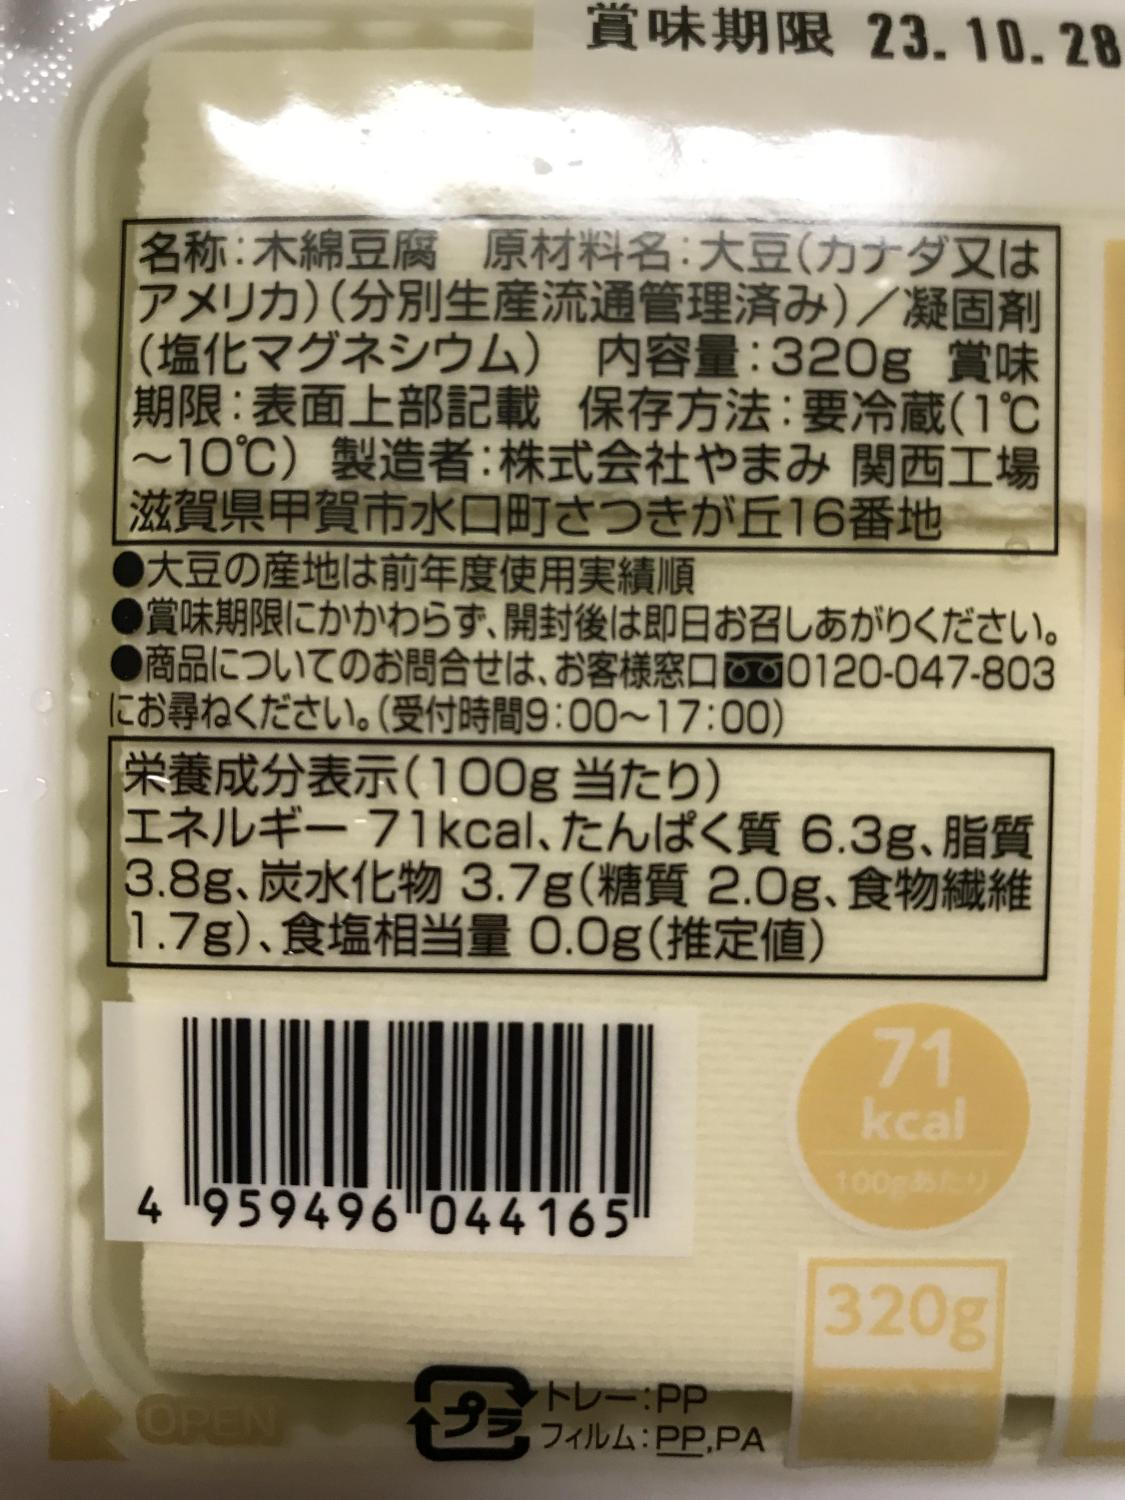 賞味期限 23.10.28
名称:木綿豆腐 原材料名:大豆(カナダ又は
アメリカ)(分別生産流通管理済み)/凝固剤
(塩化マグネシウム) 内容量:320g 賞味
期限:表面上部記載 保存方法:要冷蔵(1℃
~10℃) 製造者:株式会社やまみ 関西工場
滋賀県甲賀市水口町さつきが丘16番地
●大豆の産地は前年度使用実績順
●賞味期限にかかわらず、開封後は即日お召しあがりください。
●商品についてのお問合せは、お客様窓口0120-047-803
にお尋ねください。(受付時間9:00~17:00)
栄養成分表示(100g 当たり)
エネルギー 71kcal、たんぱく質 6.3g、脂質
3.8g、炭水化物 3.7g(糖質 2.0g、食物繊維
1.7g)、食塩相当量 0.0g(推定値)
4 959496 044165
71
kcal
100gあたり
320g
OPEN
プラ
トレー:PP
フィルム:PP,PA